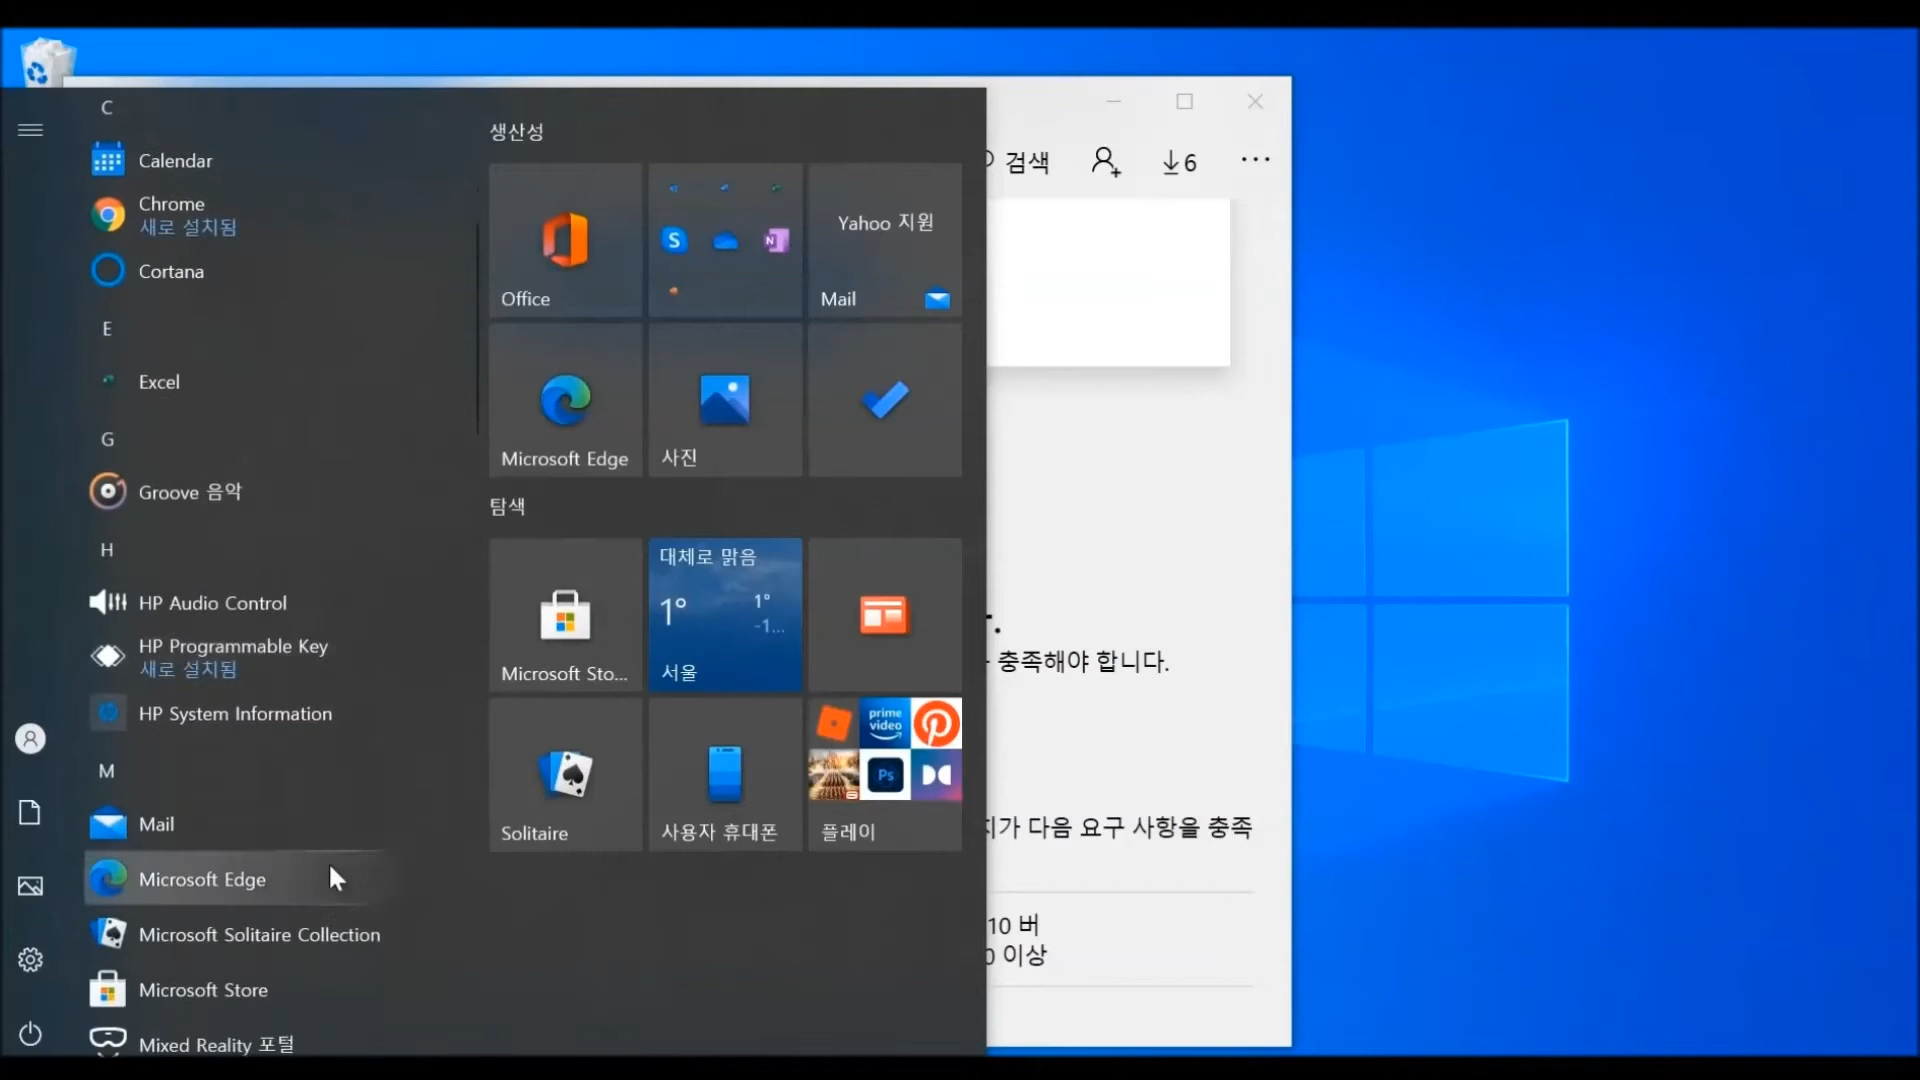 C
Calendar
Chrome
새로 설치됨
Cortana
E
Excel
G
Groove 음악
H
HP Audio Control
HP Programmable Key
새로 설치됨
HP System Information
M
Mail
Microsoft Edge
Microsoft Solitaire Collection
Microsoft Store
Mixed Reality 포털
생산성
Office
Yahoo 지원
Mail
Microsoft Edge
사진
탐색
Microsoft Sto...
대체로 맑음
1°
1°
-1...
서울
Solitaire
사용자 휴대폰
prime video
Ps
플레이
검색
6
충족해야 합니다.
다음 요구 사항을 충족
10 버
이상